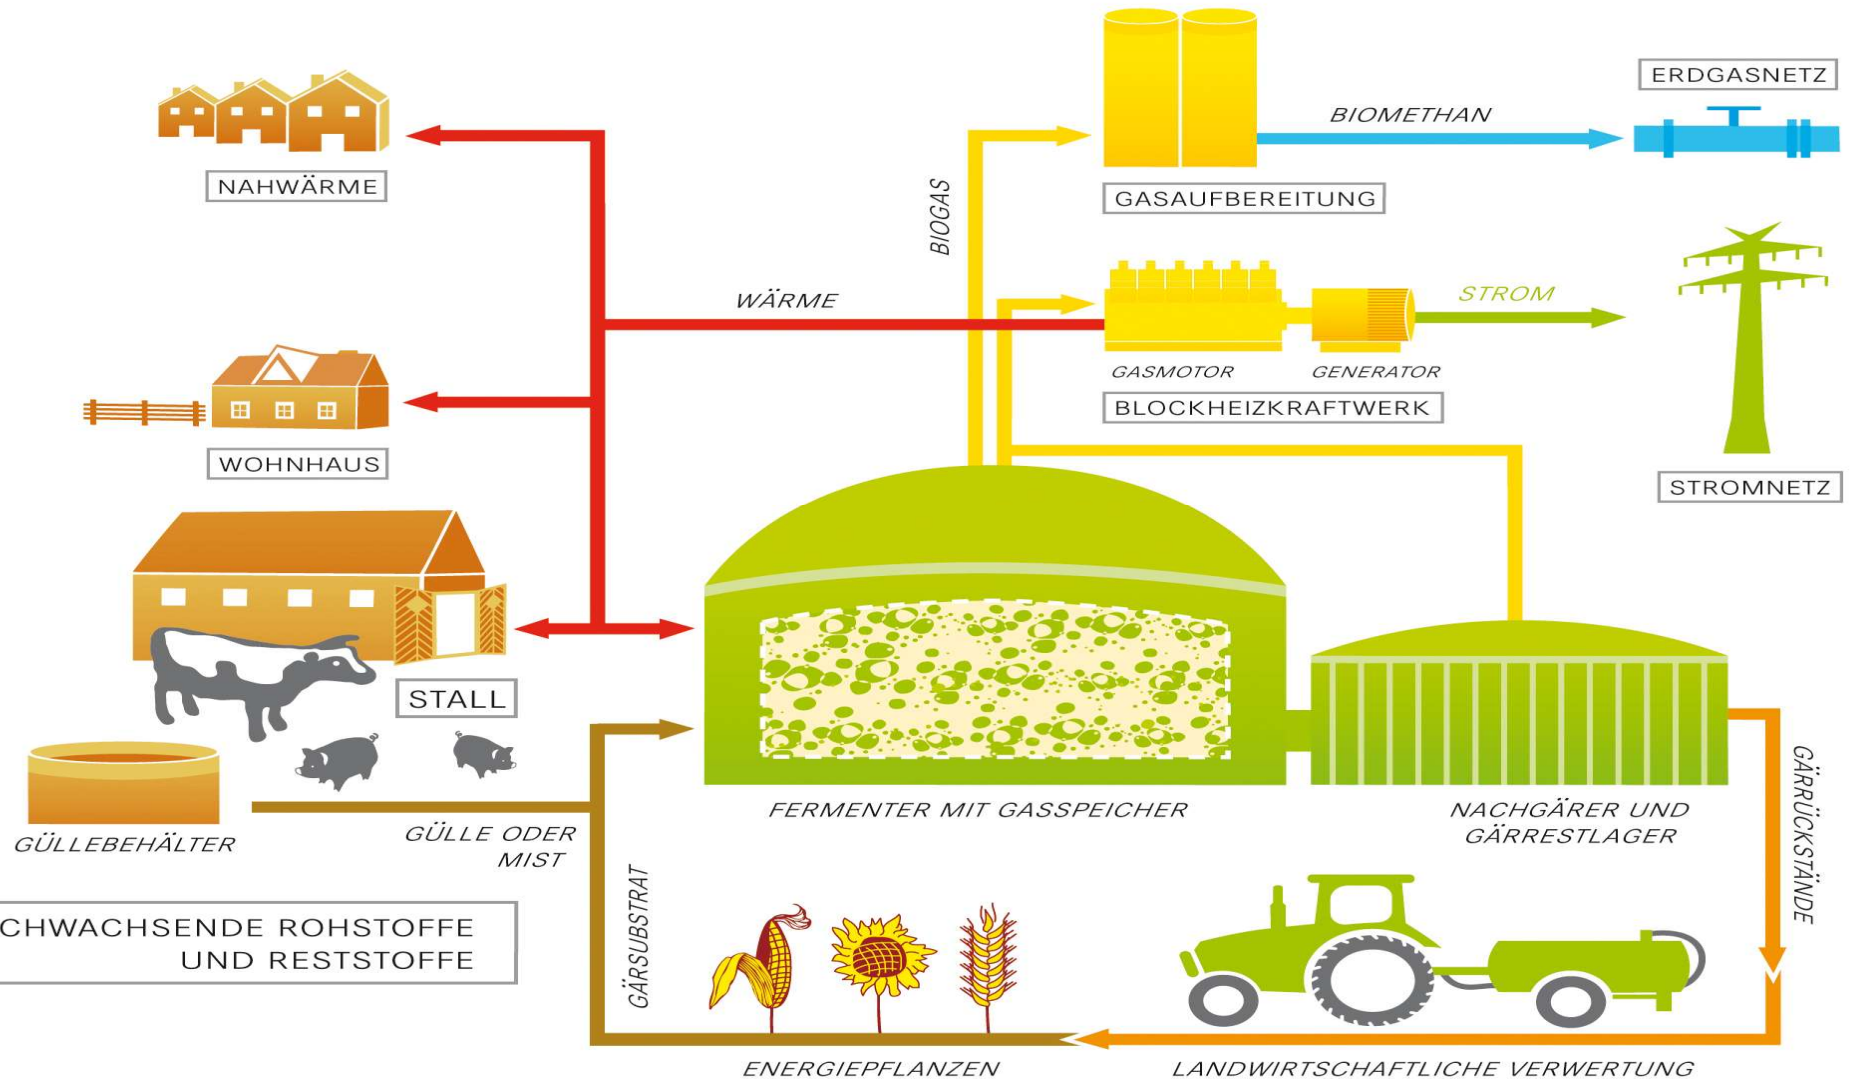 ERDGASNETZ
BIOMETHAN
NAHWÄRME
GASAUFBEREITUNG
BIOGAS
WÄRME
STROM
GASMOTOR
GENERATOR
BLOCKHEIZKRAFTWERK
WOHNHAUS
STROMNETZ
STALL
FERMENTER MIT GASSPEICHER
NACHGÄRER UND
GÄRRESTLAGER
GÄRRÜCKSTÄNDE
GÜLLEBEHÄLTER
GÜLLE ODER
MIST
GÄRSUBSTRAT
CHWACHSENDE ROHSTOFFE
UND RESTSTOFFE
ENERGIEPFLANZEN
LANDWIRTSCHAFTLICHE VERWERTUNG